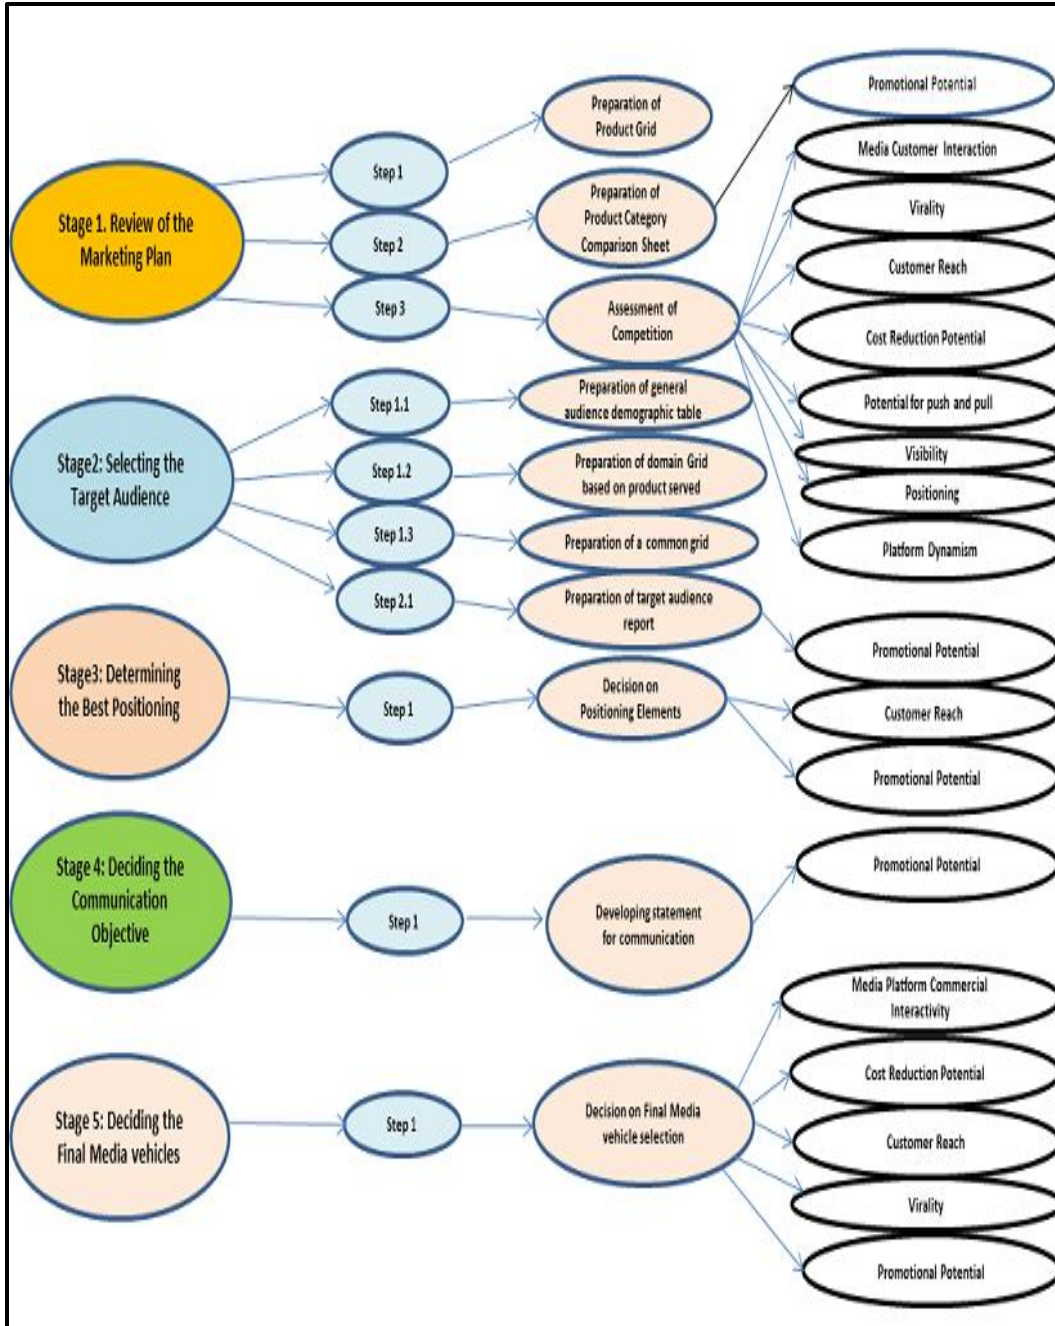 Stage 1. Review of the
Marketing Plan
Step 1
Step 2
Step 3
Preparation of
Product Grid
Preparation of
Product Category
Comparison Sheet
Assessment of
Competition
Promotional Potential
Media Customer Interaction
Virality
Customer Reach
Cost Reduction Potential
Potential for push and pull
Visibility
Positioning
Platform Dynamism
Stage2: Selecting the
Target Audience
Step 1.1
Step 1.2
Step 1.3
Step 2.1
Preparation of general
audience demographic table
Preparation of domain Grid
based on product served
Preparation of a common grid
Preparation of target audience
report
Promotional Potential
Stage3: Determining
the Best Positioning
Step 1
Decision on
Positioning Elements
Customer Reach
Promotional Potential
Stage 4: Deciding the
Communication
Objective
Step 1
Developing statement
for communication
Promotional Potential
Stage 5: Deciding the
Final Media vehicles
Step 1
Decision on Final Media
vehicle selection
Media Platform Commercial
Interactivity
Cost Reduction Potential
Customer Reach
Virality
Promotional Potential